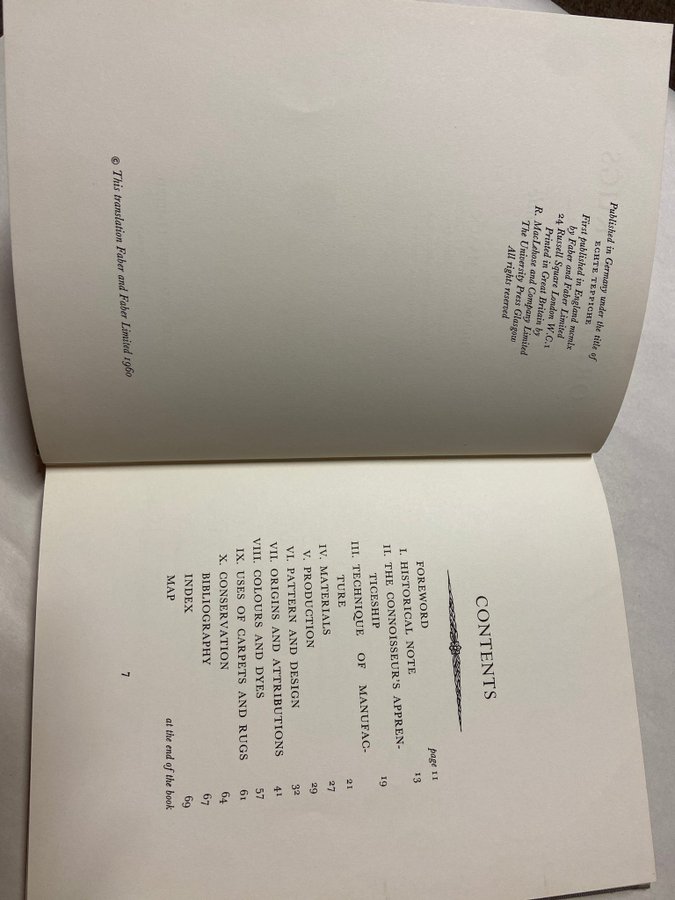 Published in Germany under the title of
ECHTE TEPPICHE
First published in England mcmlx
by Faber and Faber Limited
24 Russell Square London W.C.1
Printed in Great Britain by
R. MacLehose and Company Limited
The University Press Glasgow
All rights reserved
© This translation Faber and Faber Limited 1960
CONTENTS
FOREWORD page 11
I. HISTORICAL NOTE 13
II. THE CONNOISSEUR'S APPREN-
TICESHIP 19
III. TECHNIQUE OF MANUFAC-
TURE 21
IV. MATERIALS 27
V. PRODUCTION 29
VI. PATTERN AND DESIGN 32
VII. ORIGINS AND ATTRIBUTIONS 41
VIII. COLOURS AND DYES 57
IX. USES OF CARPETS AND RUGS 61
X. CONSERVATION 64
BIBLIOGRAPHY 67
INDEX 69
MAP at the end of the book
7